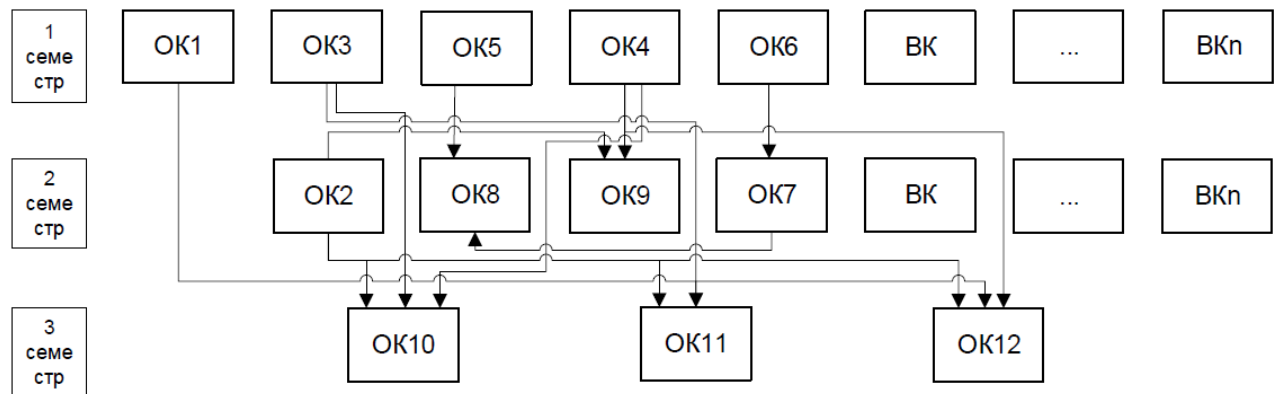 1
семе
стр
ОК1
ОК3
ОК5
ОК4
ОК6
ВК
...
ВКn
2
семе
стр
ОК2
ОК8
ОК9
ОК7
ВК
...
ВКn
3
семе
стр
ОК10
ОК11
ОК12